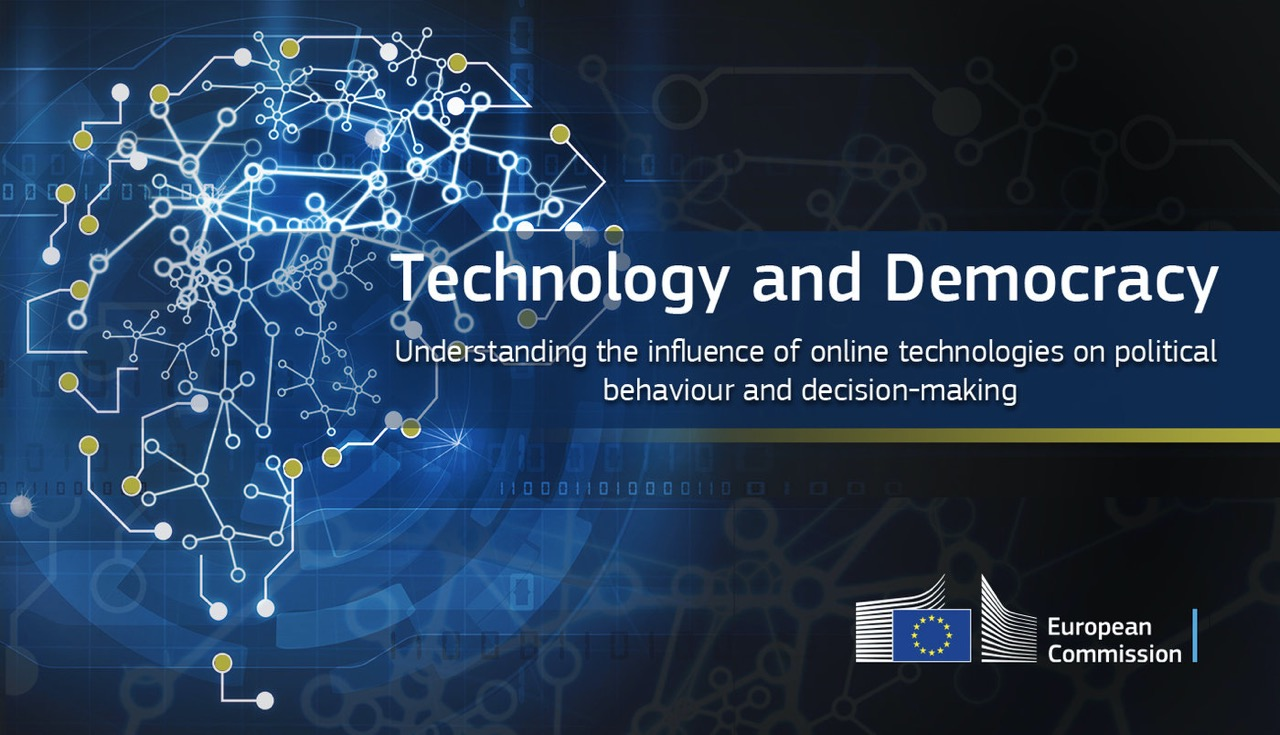 Technology and Democracy
Understanding the influence of online technologies on political
behaviour and decision-making
European
Commission